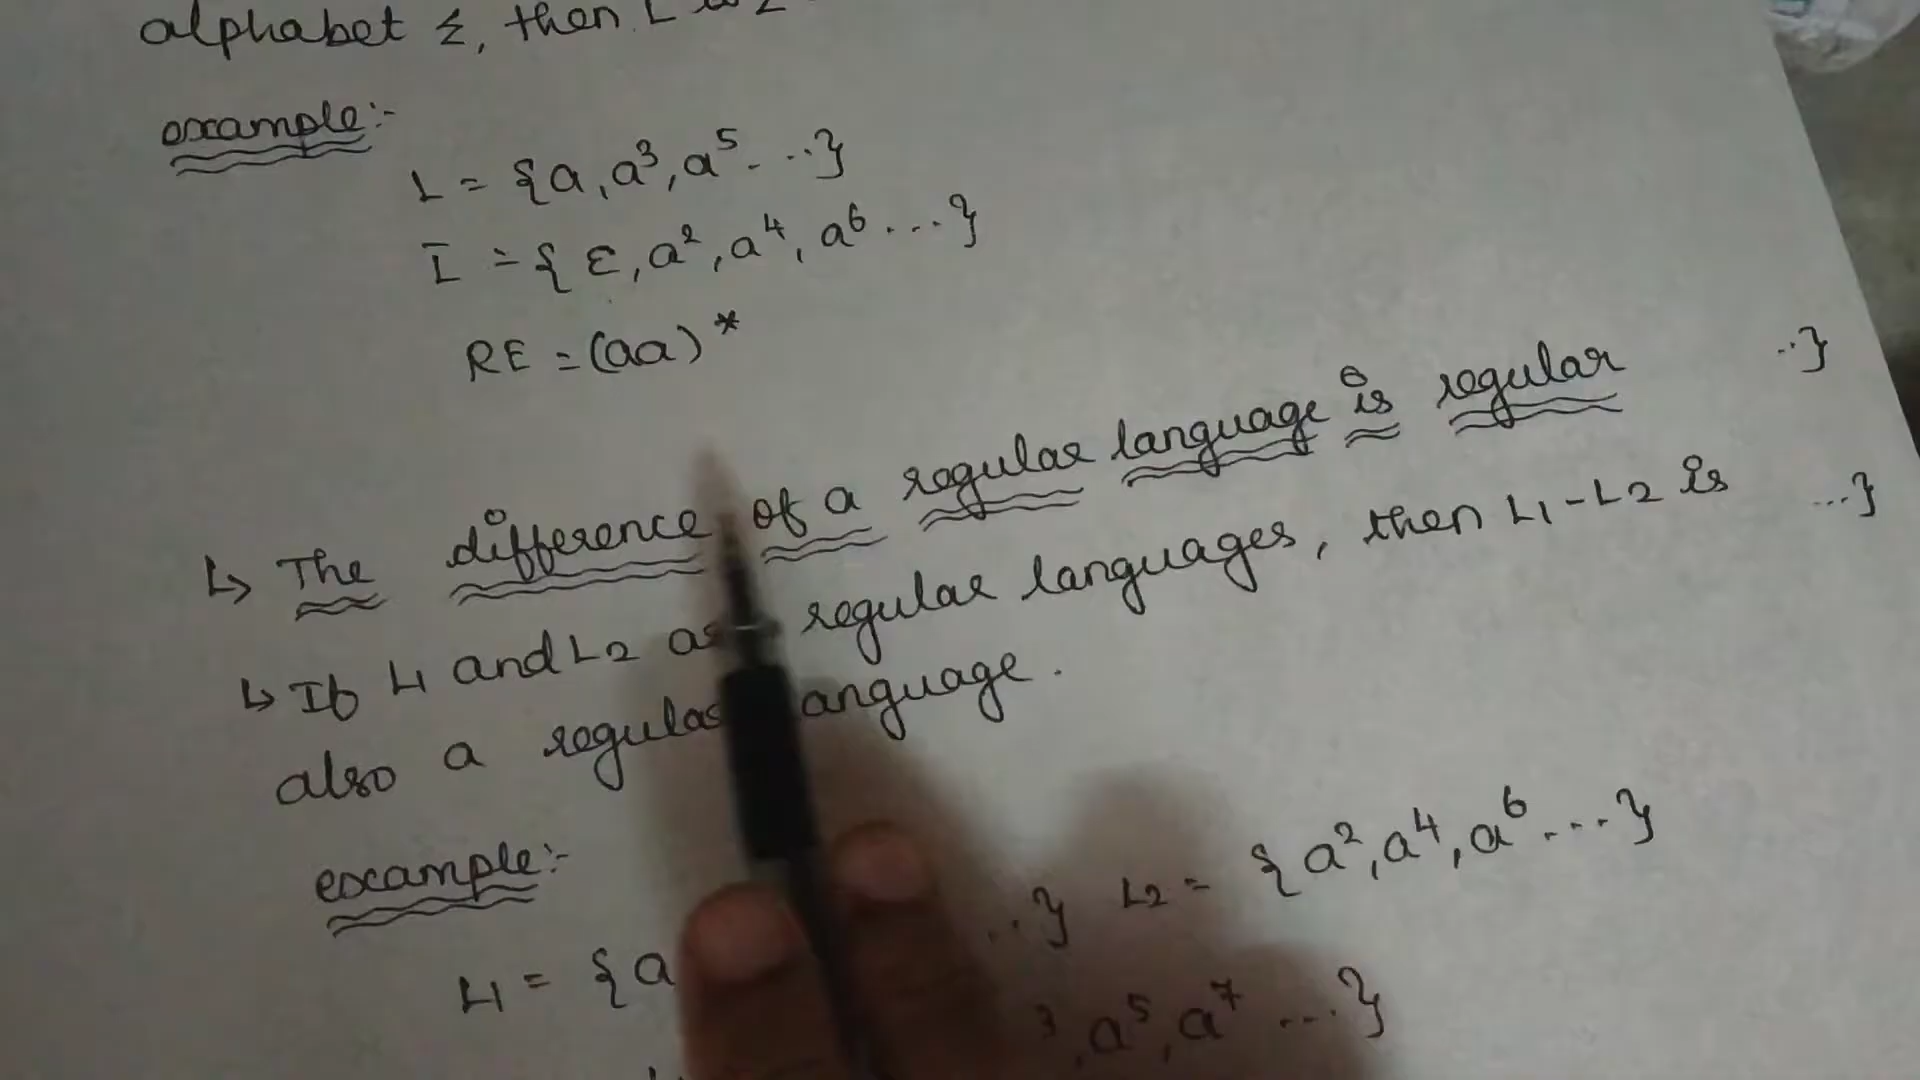 alphabet Σ, then L
example:-
L = {a, a³, a⁵ ...}
L̄ = {ε, a², a⁴, a⁶ ....}
RE = (aa)*
..}
↳ The difference of a regular language is regular
...}
↳ If L1 and L2 regular languages, then L1-L2 is
also a regular language.
example:-
L1 = {a ...} L2 = {a², a⁴, a⁶ ....}
³, a⁵, a⁷ ....}